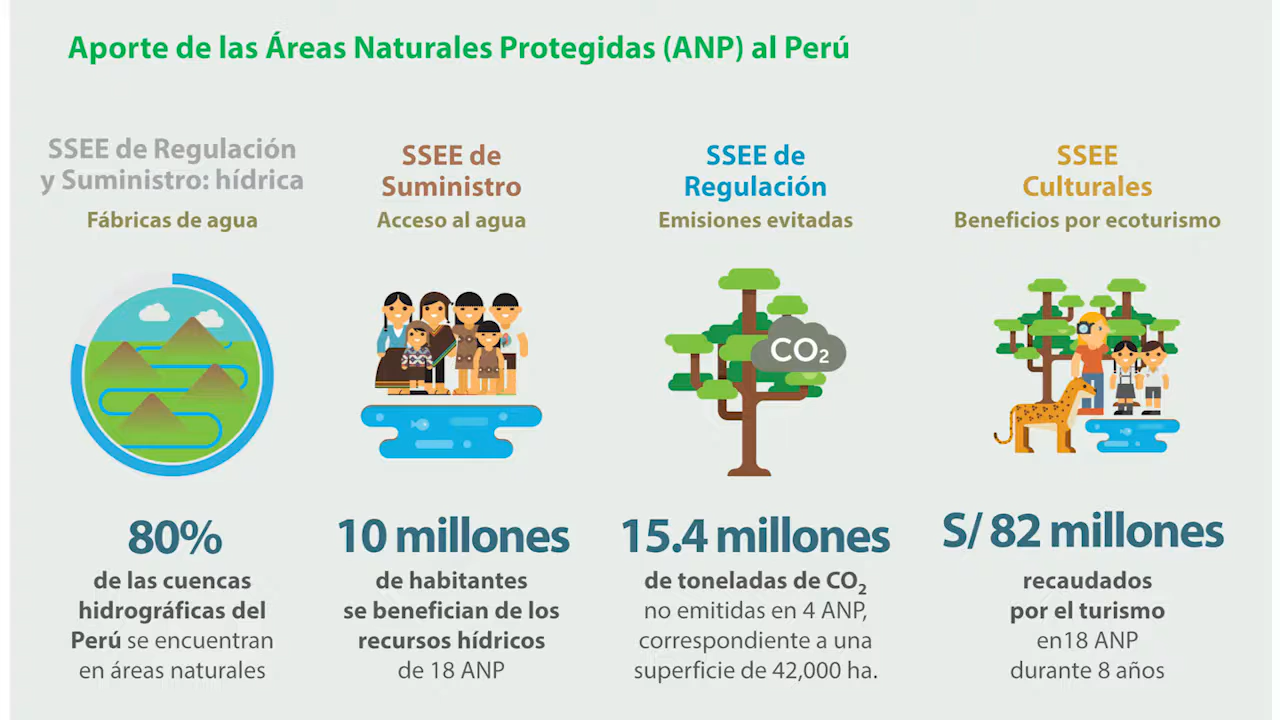 Aporte de las Áreas Naturales Protegidas (ANP) al Perú
SSEE de Regulación
y Suministro: hídrica
Fábricas de agua
80%
de las cuencas
hidrográficas del
Perú se encuentran
en áreas naturales
SSEE de
Suministro
Acceso al agua
10 millones
de habitantes
se benefician de los
recursos hídricos
de 18 ANP
SSEE de
Regulación
Emisiones evitadas
CO₂
15.4 millones
de toneladas de CO₂
no emitidas en 4 ANP,
correspondiente a una
superficie de 42,000 ha.
SSEE
Culturales
Beneficios por ecoturismo
S/ 82 millones
recaudados
por el turismo
en18 ANP
durante 8 años